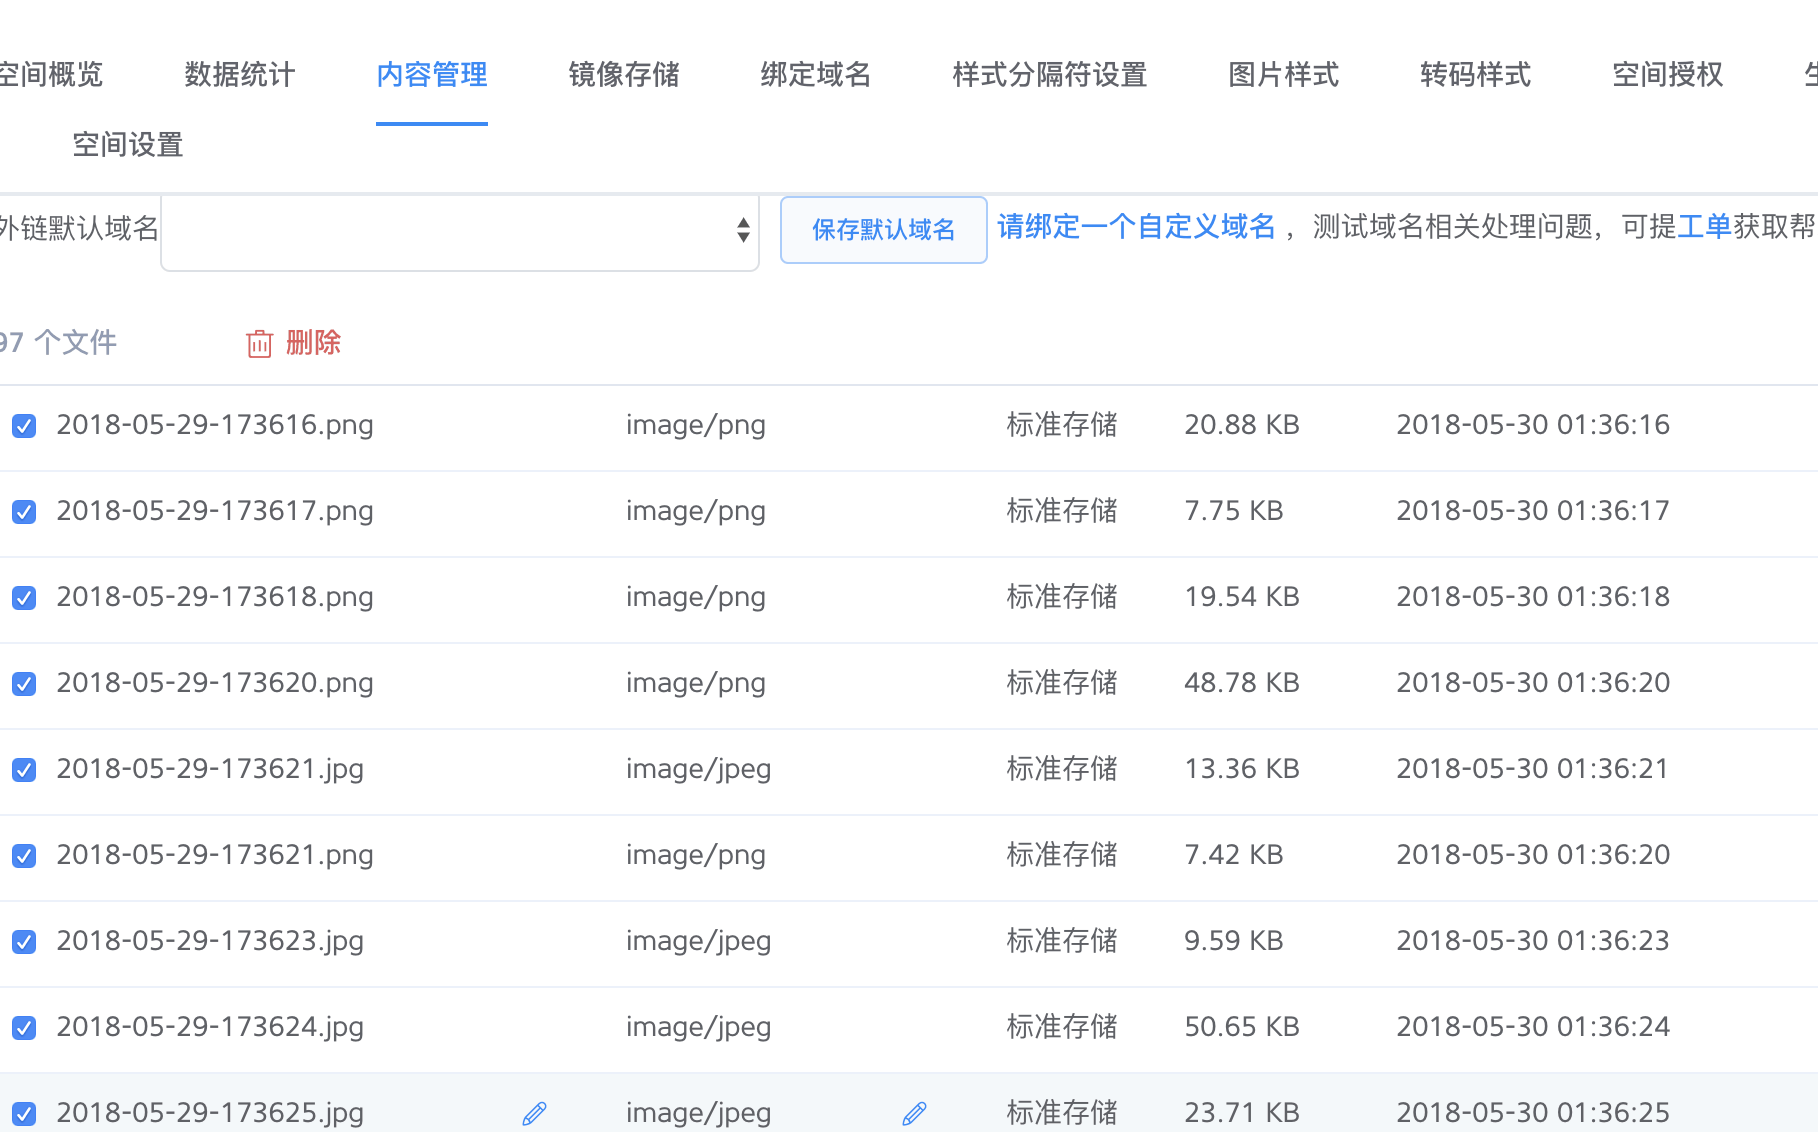 空间概览 数据统计 内容管理 镜像存储 绑定域名 样式分隔符设置 图片样式 转码样式 空间授权
空间设置
外链默认域名 保存默认域名 请绑定一个自定义域名 ，测试域名相关处理问题，可提工单获取帮
97 个文件 删除
2018-05-29-173616.png image/png 标准存储 20.88 KB 2018-05-30 01:36:16
2018-05-29-173617.png image/png 标准存储 7.75 KB 2018-05-30 01:36:17
2018-05-29-173618.png image/png 标准存储 19.54 KB 2018-05-30 01:36:18
2018-05-29-173620.png image/png 标准存储 48.78 KB 2018-05-30 01:36:20
2018-05-29-173621.jpg image/jpeg 标准存储 13.36 KB 2018-05-30 01:36:21
2018-05-29-173621.png image/png 标准存储 7.42 KB 2018-05-30 01:36:20
2018-05-29-173623.jpg image/jpeg 标准存储 9.59 KB 2018-05-30 01:36:23
2018-05-29-173624.jpg image/jpeg 标准存储 50.65 KB 2018-05-30 01:36:24
2018-05-29-173625.jpg image/jpeg 标准存储 23.71 KB 2018-05-30 01:36:25